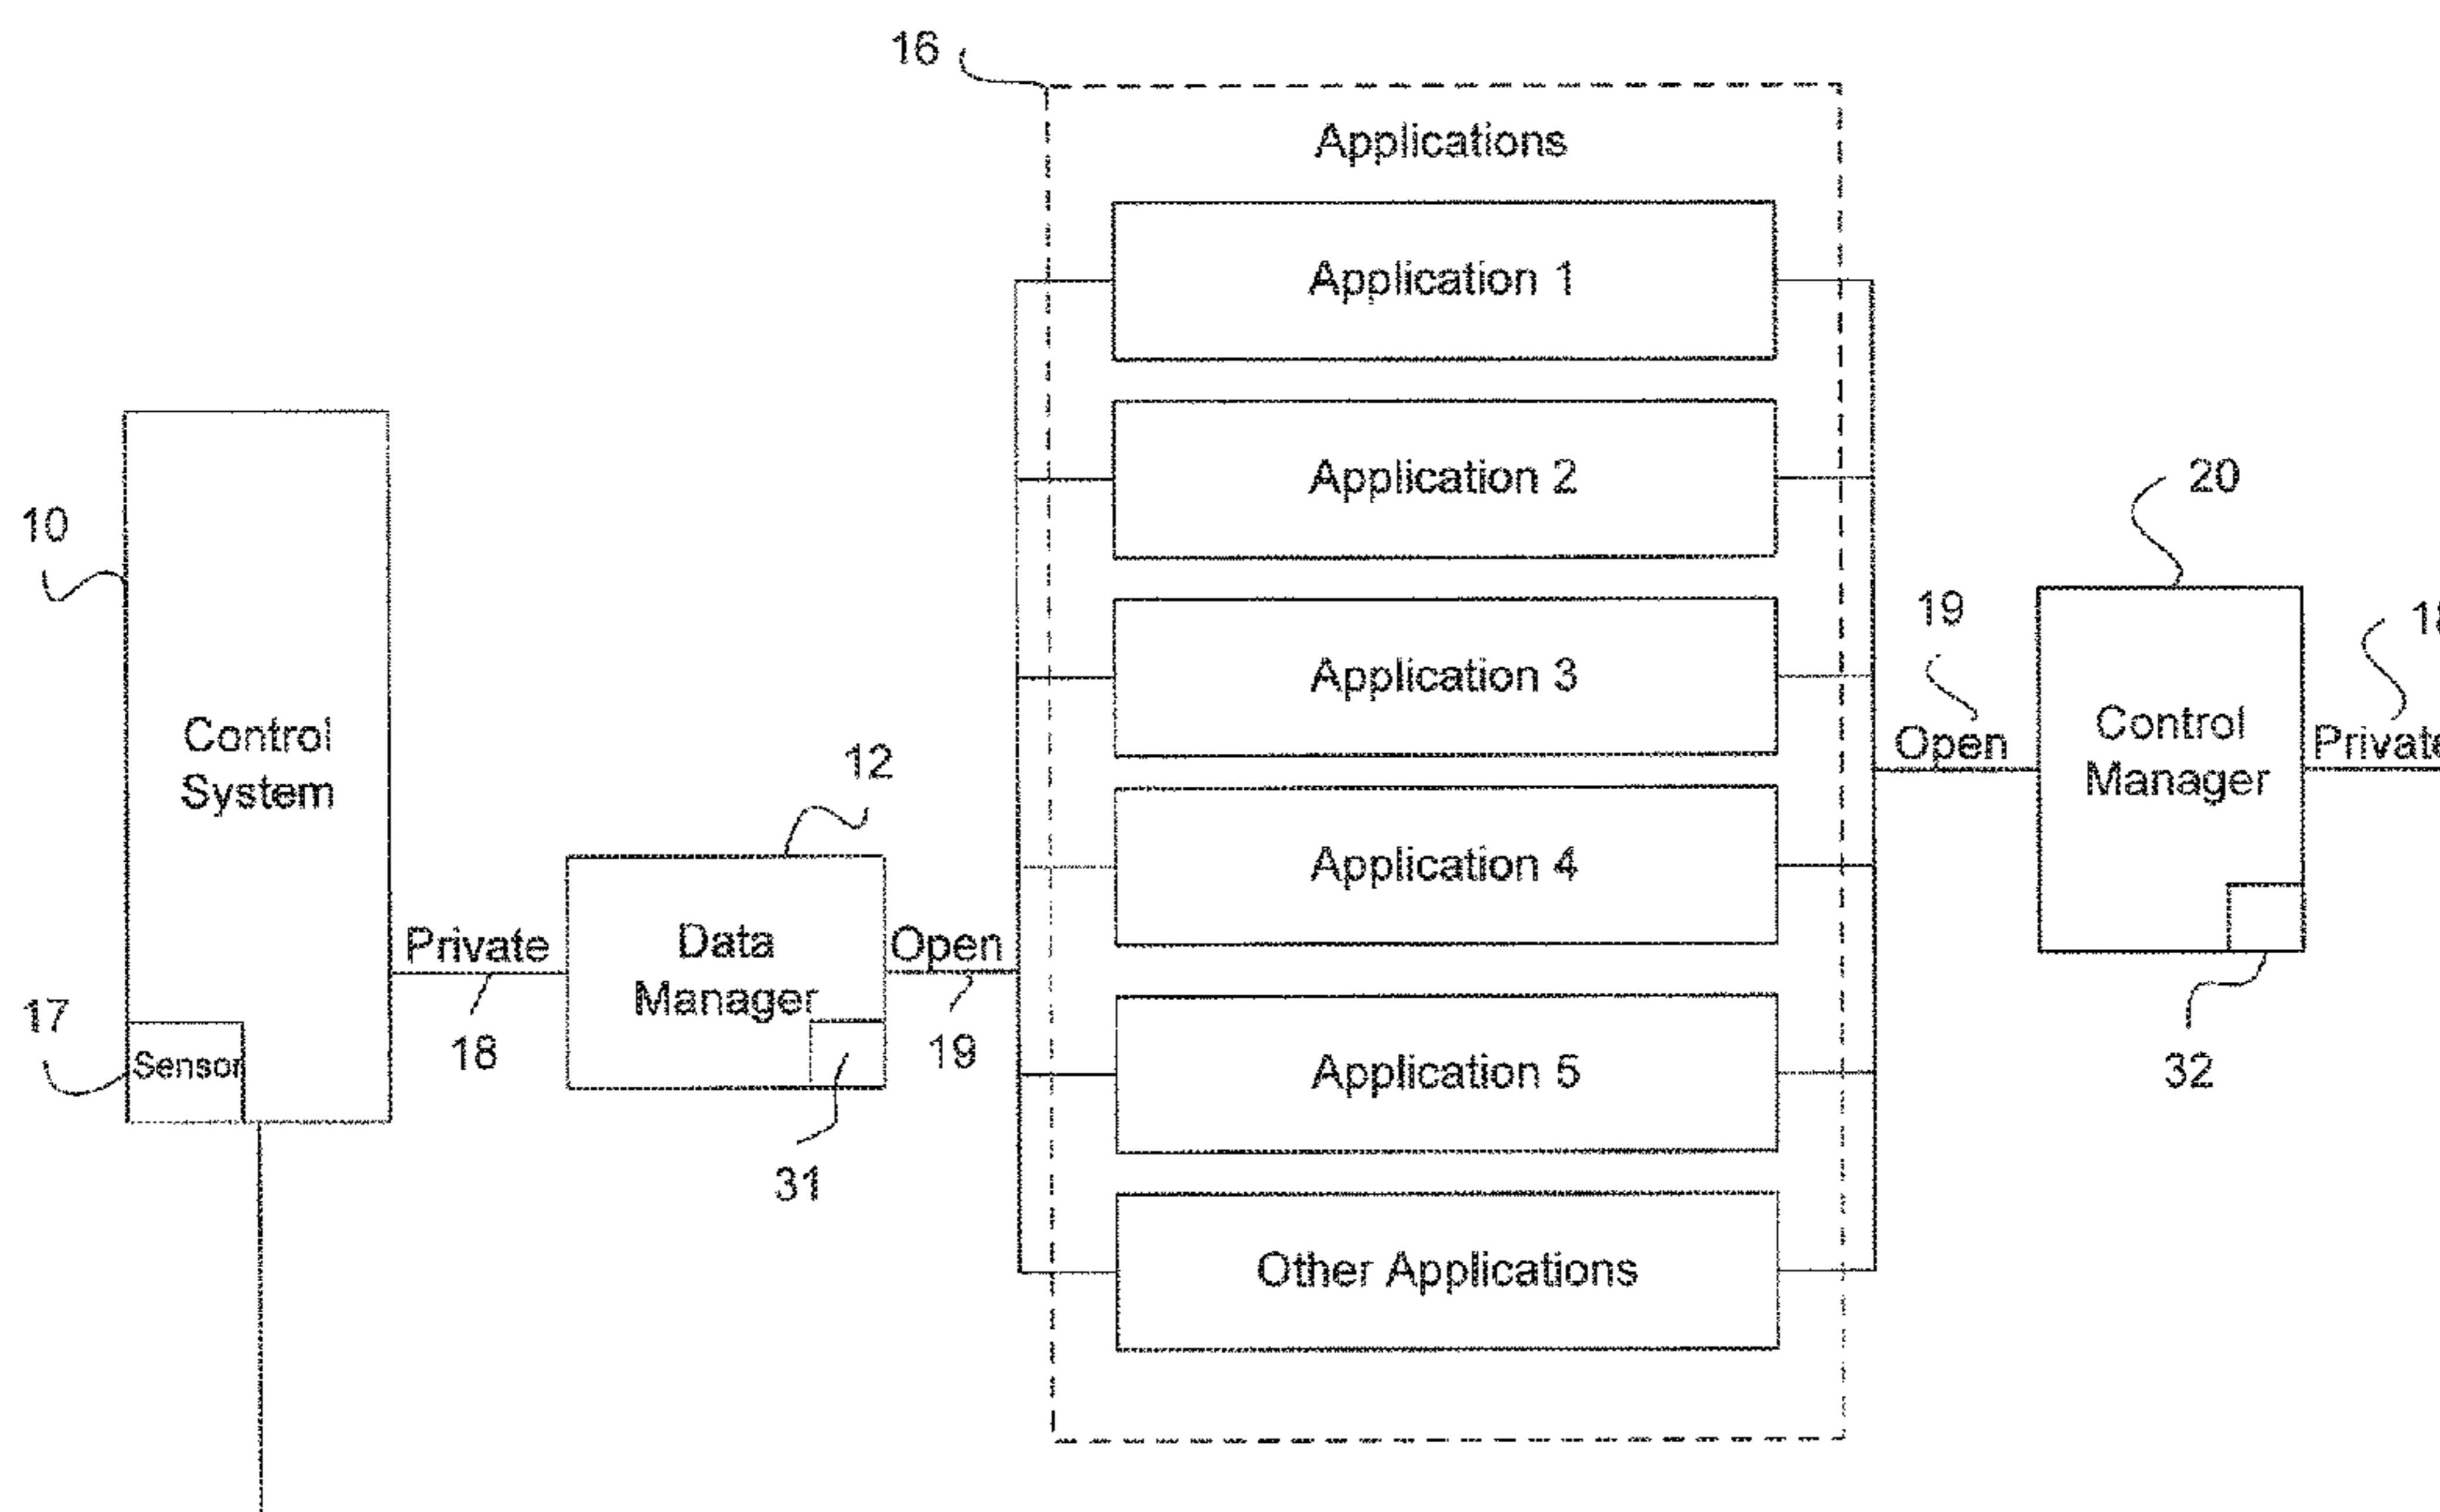 16
Applications
Application 1
Application 2
Application 3
Application 4
Application 5
Other Applications
10
Control
System
17
Sensor
Private
18
12
Data
Manager
31
Open
19
19
Open
20
Control
Manager
32
Private